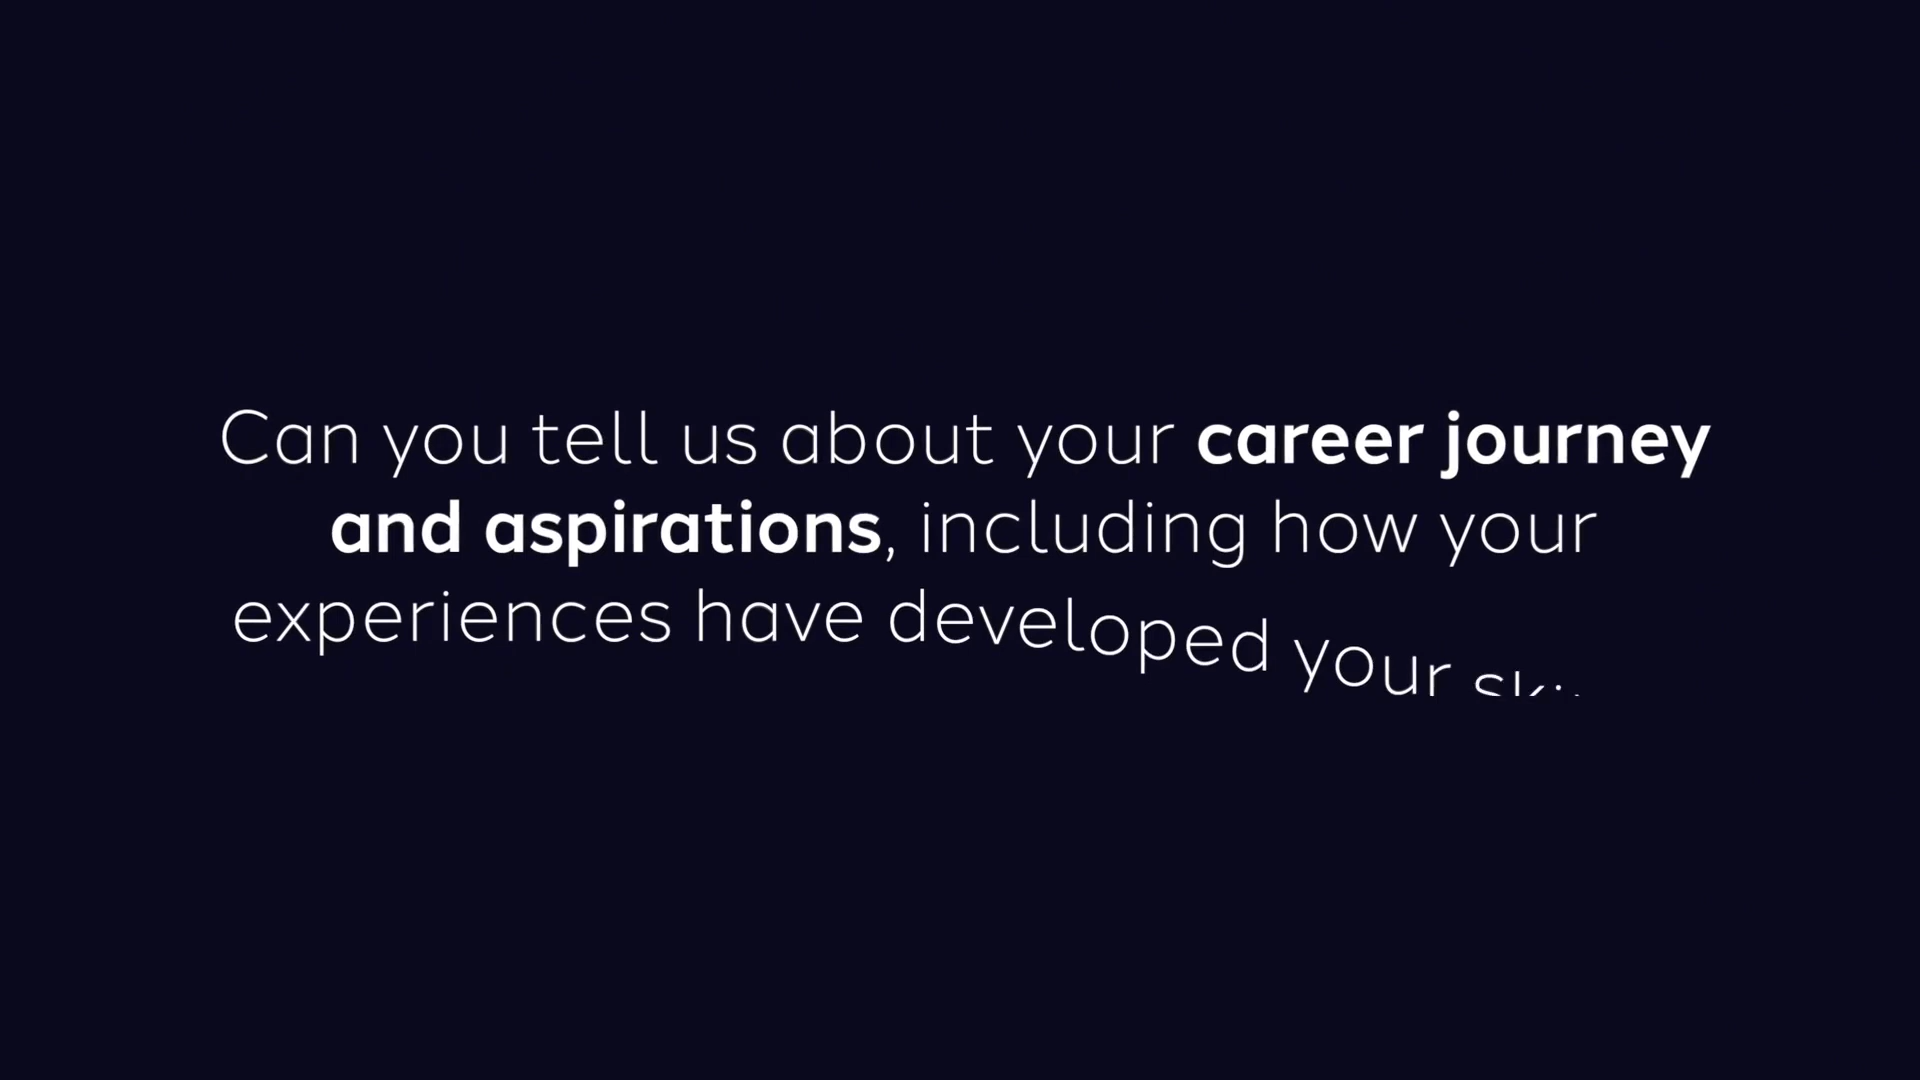 Can you tell us about your career journey
and aspirations, including how your
experiences have developed your